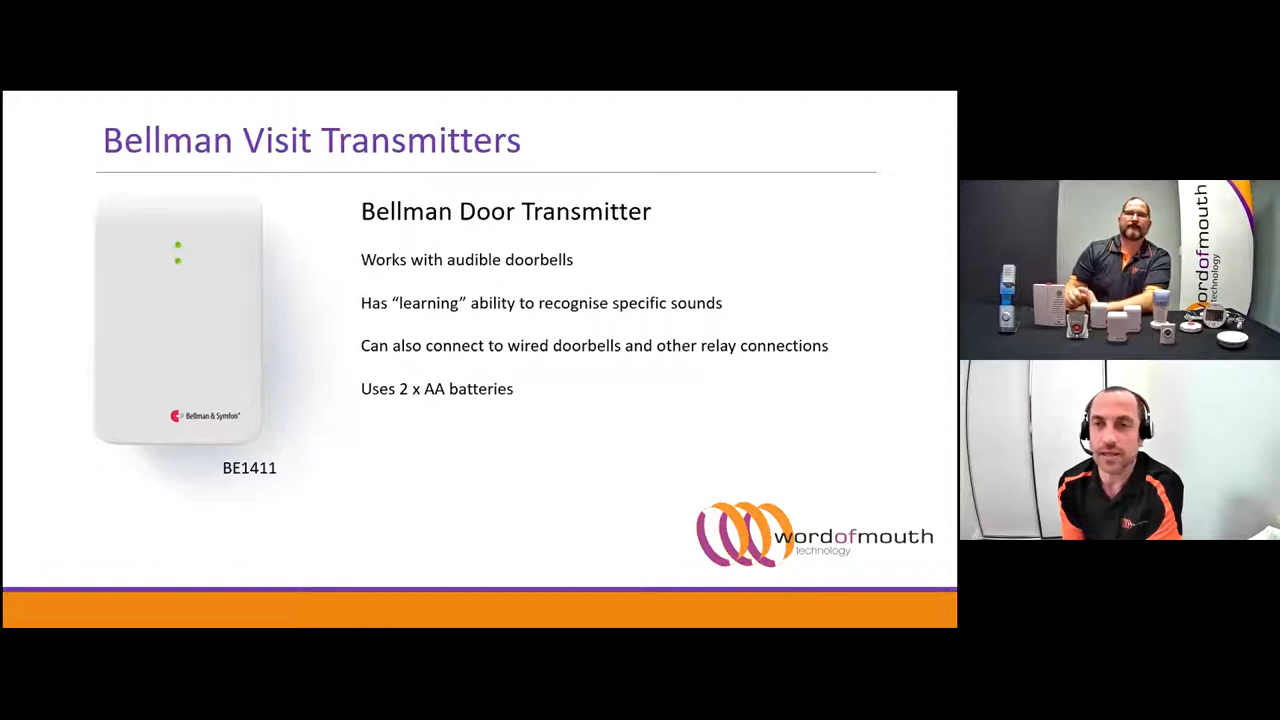 Bellman Visit Transmitters
Bellman Door Transmitter
Works with audible doorbells
Has “learning” ability to recognise specific sounds
Can also connect to wired doorbells and other relay connections
Uses 2 x AA batteries
Bellman & Symfon®
BE1411
wordofmouth
technology
wordofmouth
technology